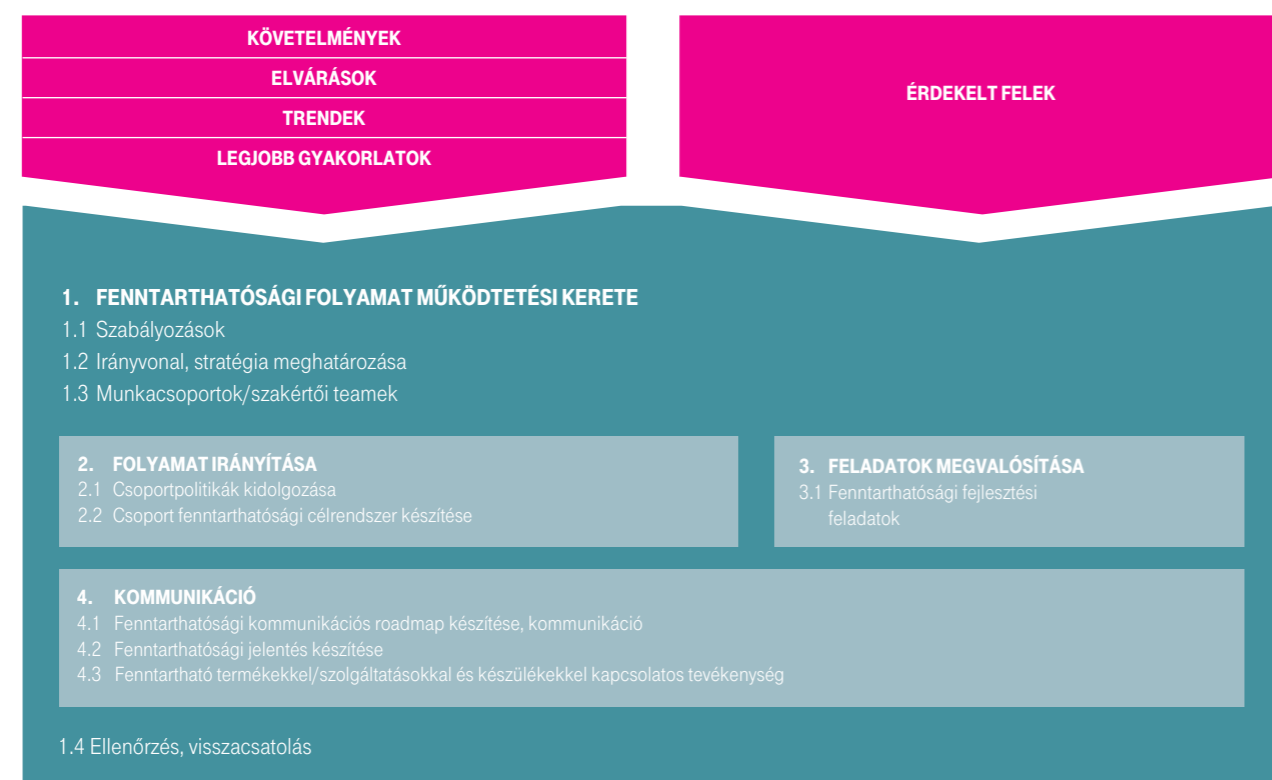 KÖVETELMÉNYEK
ELVÁRÁSOK
TRENDEK
LEGJOBB GYAKORLATOK
ÉRDEKELT FELEK
1. FENNTARTHATÓSÁGI FOLYAMAT MŰKÖDTETÉSI KERETE
1.1 Szabályozások
1.2 Irányvonal, stratégia meghatározása
1.3 Munkacsoportok/szakértői teamek
2. FOLYAMAT IRÁNYÍTÁSA
2.1 Csoportpolitikák kidolgozása
2.2 Csoport fenntarthatósági célrendszer készítése
3. FELADATOK MEGVALÓSÍTÁSA
3.1 Fenntarthatósági fejlesztési
feladatok
4. KOMMUNIKÁCIÓ
4.1 Fenntarthatósági kommunikációs roadmap készítése, kommunikáció
4.2 Fenntarthatósági jelentés készítése
4.3 Fenntartható termékekkel/szolgáltatásokkal és készülékekkel kapcsolatos tevékenység
1.4 Ellenőrzés, visszacsatolás